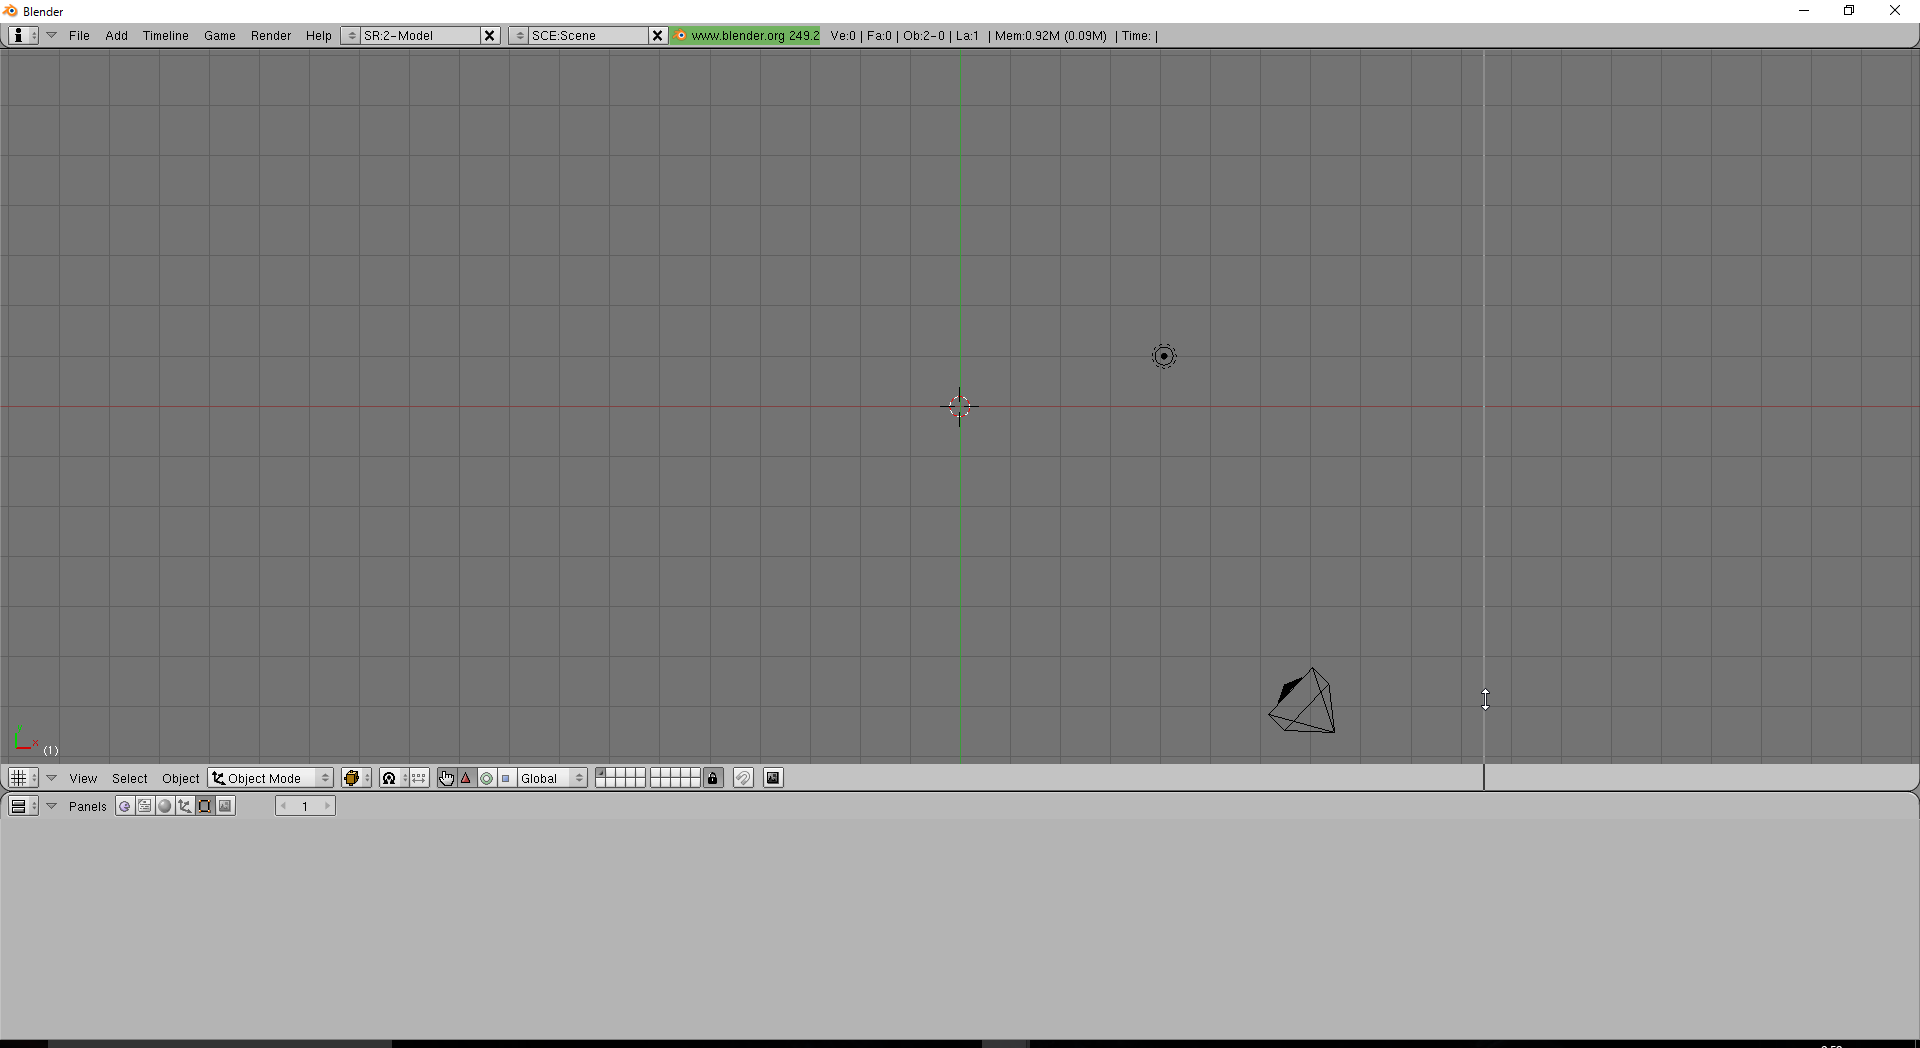 Blender
File Add Timeline Game Render Help SR:2-Model SCE:Scene www.blender.org 249.2 Ve:0 | Fa:0 | Ob:2-0 | La:1 | Mem:0.92M (0.09M) | Time: |
x
(1)
View Select Object Object Mode Global
Panels 1